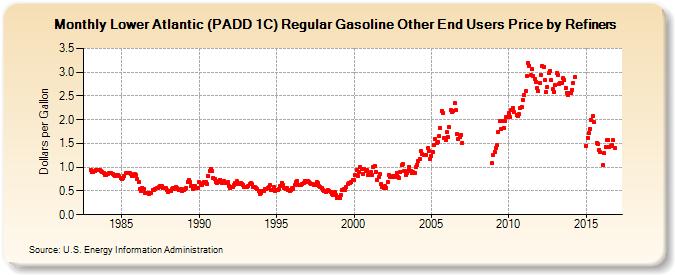 Monthly Lower Atlantic (PADD 1C) Regular Gasoline Other End Users Price by Refiners
Dollars per Gallon
3.5
3.0
2.5
2.0
1.5
1.0
0.5
0.0
1985 1990 1995 2000 2005 2010 2015
Source: U.S. Energy Information Administration